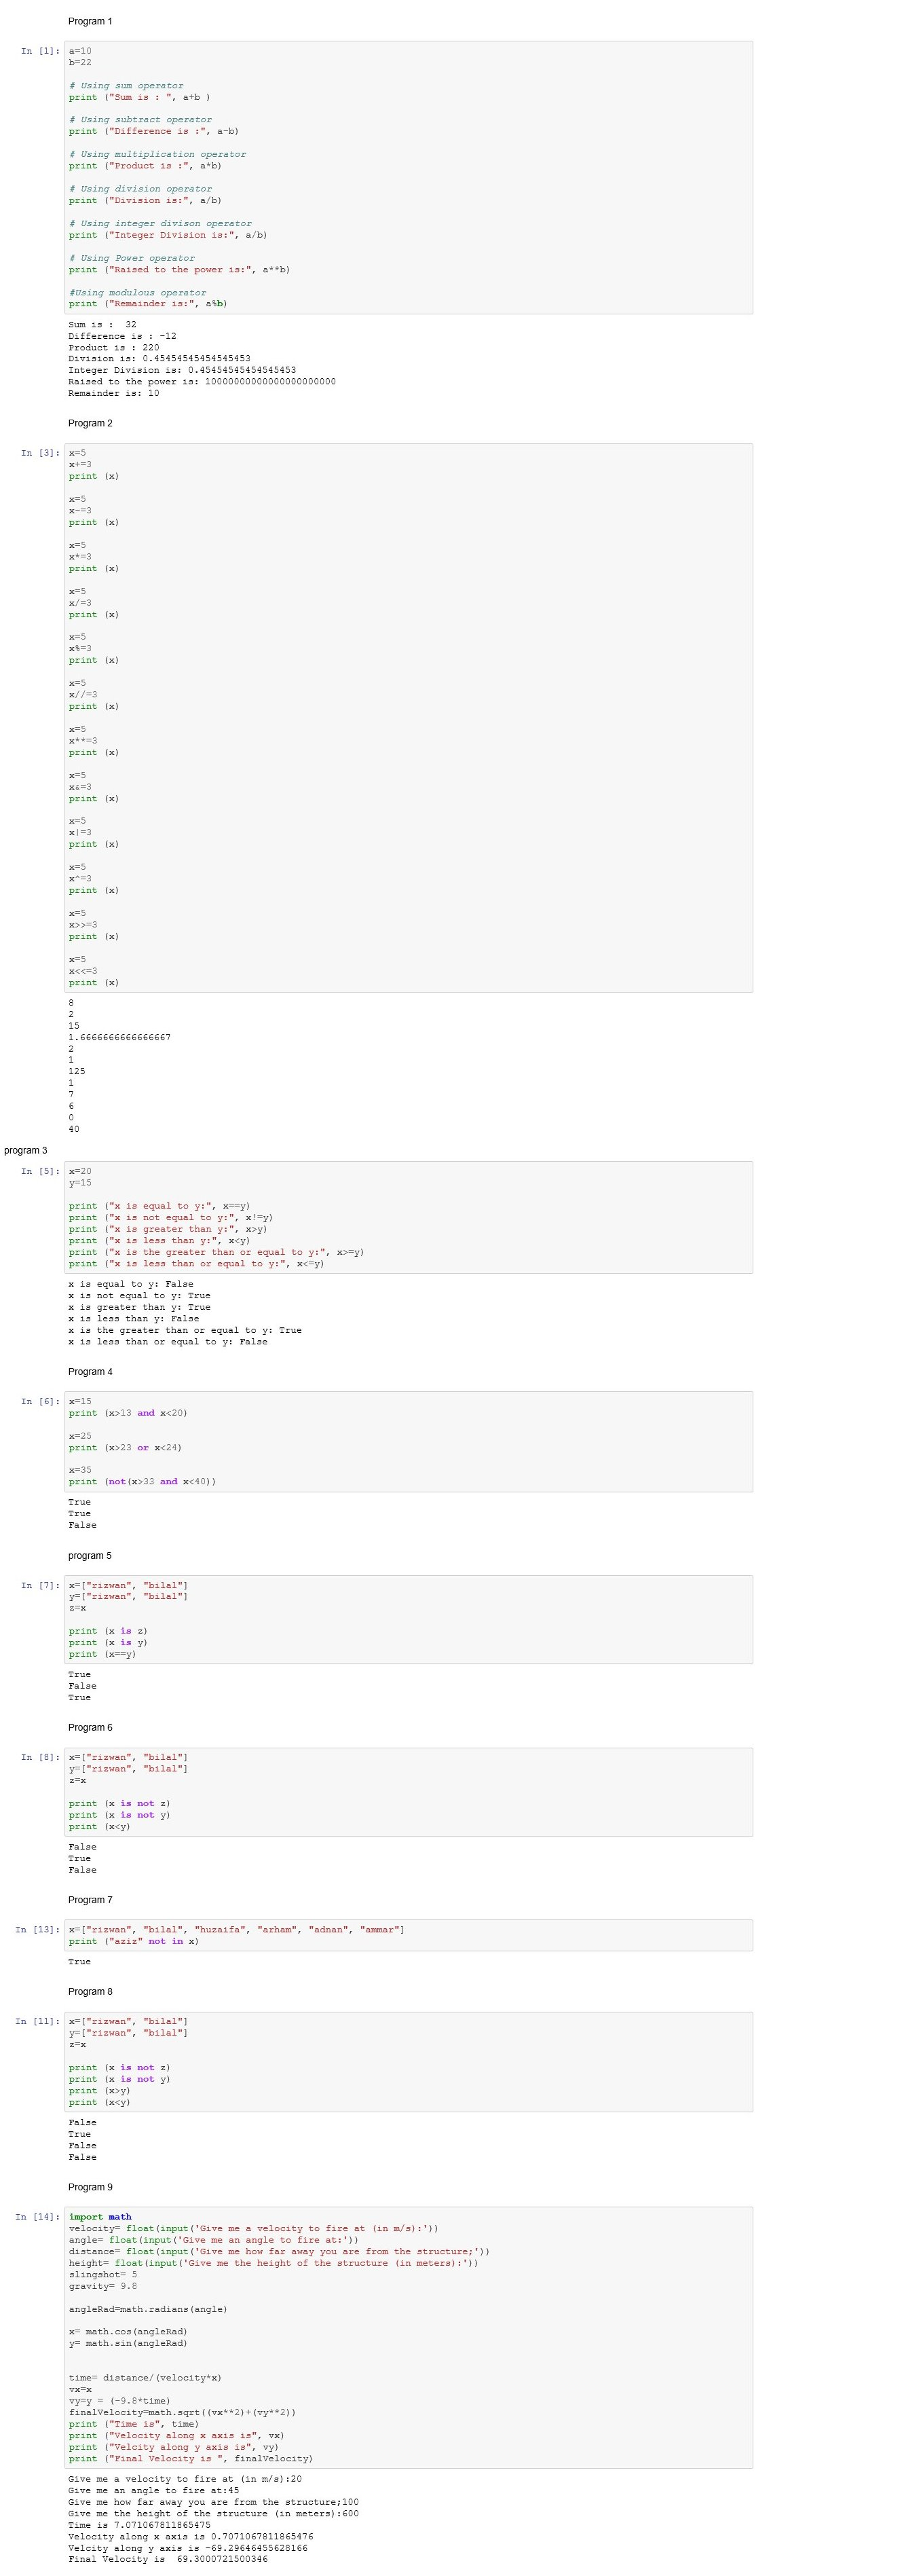 Program 1
In [1]: a=10
b=22
# Using sum operator
print ("Sum is : ", a+b )
# Using subtract operator
print ("Difference is :", a-b)
# Using multiplication operator
print ("Product is :", a*b)
# Using division operator
print ("Division is:", a/b)
# Using integer divison operator
print ("Integer Division is:", a/b)
# Using Power operator
print ("Raised to the power is:", a**b)
#Using modulous operator
print ("Remainder is:", a%b)
Sum is :  32
Difference is : -12
Product is : 220
Division is: 0.45454545454545453
Integer Division is: 0.45454545454545453
Raised to the power is: 10000000000000000000000
Remainder is: 10
Program 2
In [3]: x=5
x+=3
print (x)
x=5
x-=3
print (x)
x=5
x*=3
print (x)
x=5
x/=3
print (x)
x=5
x%=3
print (x)
x=5
x//=3
print (x)
x=5
x**=3
print (x)
x=5
x&=3
print (x)
x=5
x|=3
print (x)
x=5
x^=3
print (x)
x=5
x>>=3
print (x)
x=5
x<<=3
print (x)
8
2
15
1.6666666666666667
2
1
125
1
7
6
0
40
program 3
In [5]: x=20
y=15
print ("x is equal to y:", x==y)
print ("x is not equal to y:", x!=y)
print ("x is greater than y:", x>y)
print ("x is less than y:", x<y)
print ("x is the greater than or equal to y:", x>=y)
print ("x is less than or equal to y:", x<=y)
x is equal to y: False
x is not equal to y: True
x is greater than y: True
x is less than y: False
x is the greater than or equal to y: True
x is less than or equal to y: False
Program 4
In [6]: x=15
print (x>13 and x<20)
x=25
print (x>23 or x<24)
x=35
print (not(x>33 and x<40))
True
True
False
program 5
In [7]: x=["rizwan", "bilal"]
y=["rizwan", "bilal"]
z=x
print (x is z)
print (x is y)
print (x==y)
True
False
True
Program 6
In [8]: x=["rizwan", "bilal"]
y=["rizwan", "bilal"]
z=x
print (x is not z)
print (x is not y)
print (x<y)
False
True
False
Program 7
In [13]: x=["rizwan", "bilal", "huzaifa", "arham", "adnan", "ammar"]
print ("aziz" not in x)
True
Program 8
In [11]: x=["rizwan", "bilal"]
y=["rizwan", "bilal"]
z=x
print (x is not z)
print (x is not y)
print (x>y)
print (x<y)
False
True
False
False
Program 9
In [14]: import math
velocity= float(input('Give me a velocity to fire at (in m/s):'))
angle= float(input('Give me an angle to fire at:'))
distance= float(input('Give me how far away you are from the structure;'))
height= float(input('Give me the height of the structure (in meters):'))
slingshot= 5
gravity= 9.8
angleRad=math.radians(angle)
x= math.cos(angleRad)
y= math.sin(angleRad)
time= distance/(velocity*x)
vx=x
vy=y = (-9.8*time)
finalVelocity=math.sqrt((vx**2)+(vy**2))
print ("Time is", time)
print ("Velocity along x axis is", vx)
print ("Velcity along y axis is", vy)
print ("Final Velocity is ", finalVelocity)
Give me a velocity to fire at (in m/s):20
Give me an angle to fire at:45
Give me how far away you are from the structure;100
Give me the height of the structure (in meters):600
Time is 7.071067811865475
Velocity along x axis is 0.7071067811865476
Velcity along y axis is -69.29646455628166
Final Velocity is  69.3000721500346